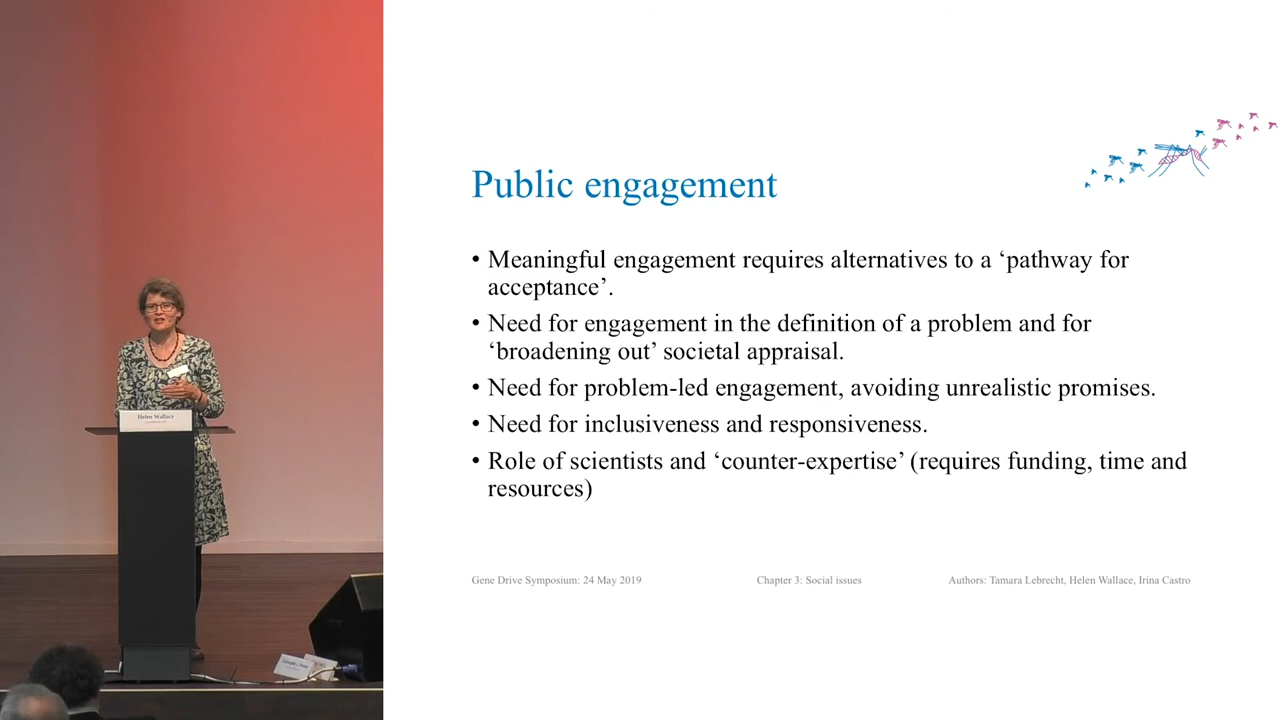 Public engagement
• Meaningful engagement requires alternatives to a ‘pathway for
acceptance’.
• Need for engagement in the definition of a problem and for
‘broadening out’ societal appraisal.
• Need for problem-led engagement, avoiding unrealistic promises.
• Need for inclusiveness and responsiveness.
• Role of scientists and ‘counter-expertise’ (requires funding, time and
resources)
Gene Drive Symposium: 24 May 2019
Chapter 3: Social issues
Authors: Tamara Lebrecht, Helen Wallace, Irina Castro
Helen Wallace